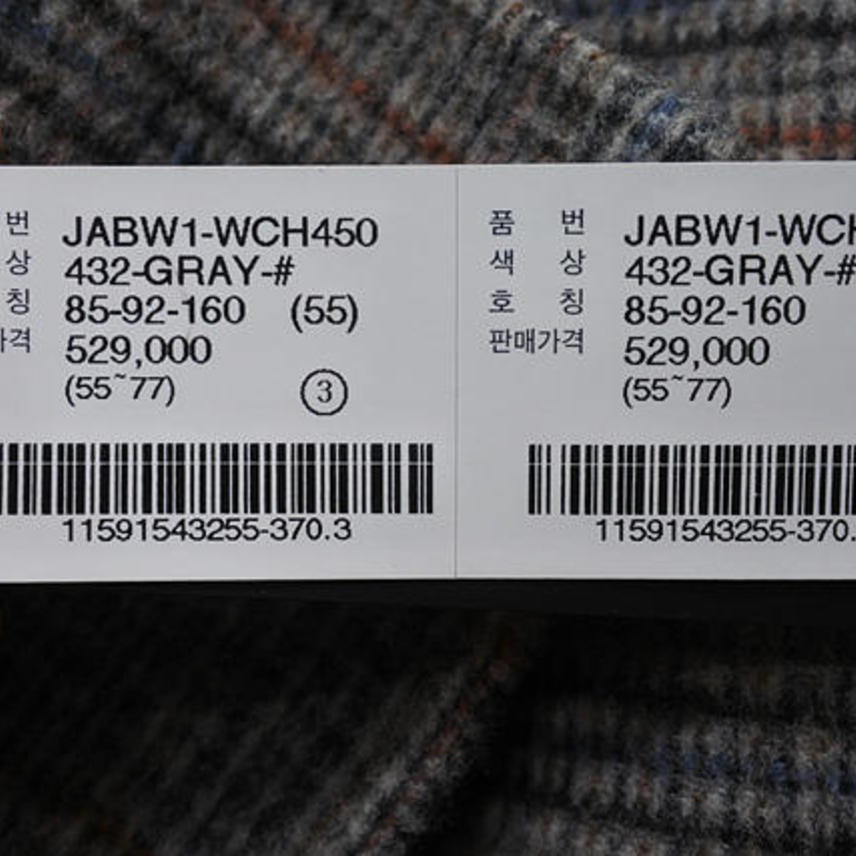 번 JABW1-WCH450
상 432-GRAY-#
칭 85-92-160 (55)
가격 529,000
(55~77) ③
11591543255-370.3
품 번 JABW1-WCH
색 상 432-GRAY-#
호 칭 85-92-160
판매가격 529,000
(55~77)
11591543255-370.